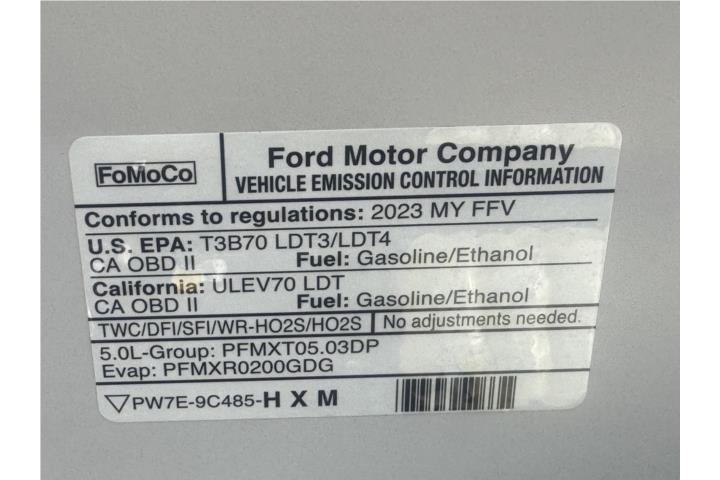 FoMoCo
Ford Motor Company
VEHICLE EMISSION CONTROL INFORMATION
Conforms to regulations: 2023 MY FFV
U.S. EPA: T3B70 LDT3/LDT4
CA OBD II Fuel: Gasoline/Ethanol
California: ULEV70 LDT
CA OBD II Fuel: Gasoline/Ethanol
TWC/DFI/SFI/WR-HO2S/HO2S No adjustments needed.
5.0L-Group: PFMXT05.03DP
Evap: PFMXR0200GDG
PW7E-9C485-H X M